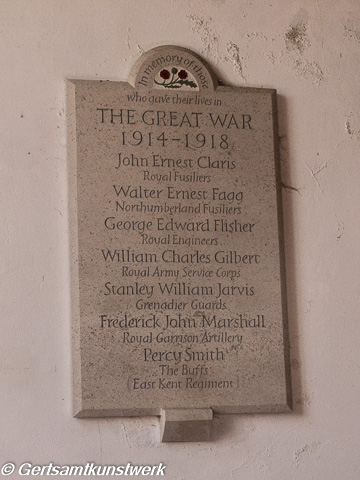 In memory of those
who gave their lives in
THE GREAT WAR
1914-1918
John Ernest Claris
Royal Fusiliers
Walter Ernest Fagg
Northumberland Fusiliers
George Edward Flisher
Royal Engineers
William Charles Gilbert
Royal Army Service Corps
Stanley William Jarvis
Grenadier Guards
Frederick John Marshall
Royal Garrison Artillery
Percy Smith
The Buffs
(East Kent Regiment)
© Gertsamtkunstwerk